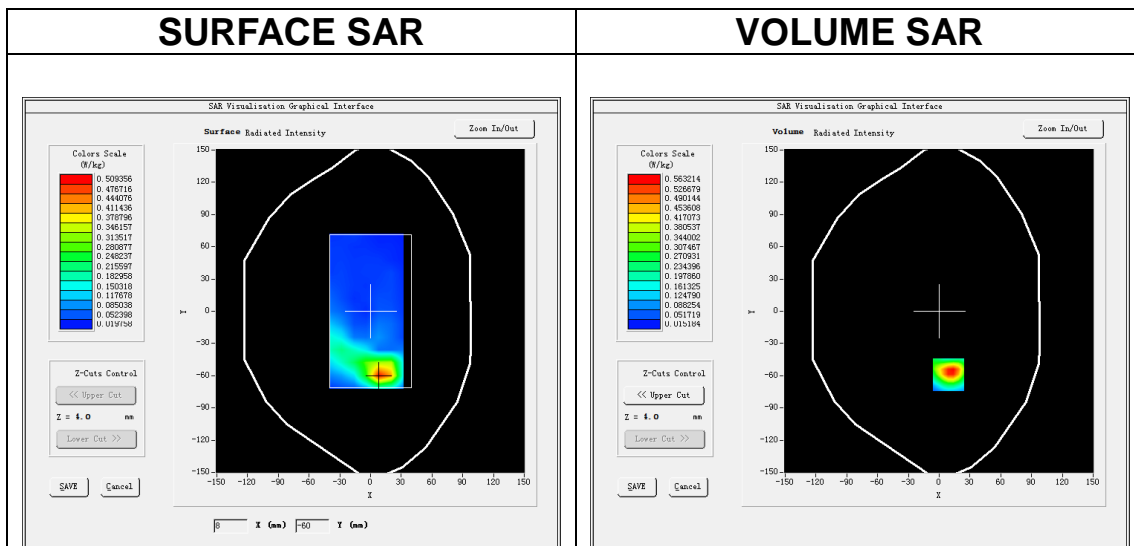 SURFACE SAR
VOLUME SAR
SAR Visualisation Graphical Interface
Surface Radiated Intensity
Zoom In/Out
Colors Scale
(W/kg)
0.509356
0.476716
0.444076
0.411436
0.378796
0.346157
0.313517
0.280877
0.248237
0.215597
0.182958
0.150318
0.117678
0.085038
0.052398
0.019758
Z-Cuts Control
<< Upper Cut
Z = 4.0 mm
Lower Cut >>
SAVE Cancel
150
120
90
60
30
0
-30
-60
-90
-120
-150
Y
-150 -120 -90 -60 -30 0 30 60 90 120 150
X
8 X (mm) -60 Y (mm)
SAR Visualisation Graphical Interface
Volume Radiated Intensity
Zoom In/Out
Colors Scale
(W/kg)
0.563214
0.526679
0.490144
0.453608
0.417073
0.380537
0.344002
0.307467
0.270931
0.234396
0.197860
0.161325
0.124790
0.088254
0.051719
0.015184
Z-Cuts Control
<< Upper Cut
Z = 4.0 mm
Lower Cut >>
SAVE Cancel
150
120
90
60
30
0
-30
-60
-90
-120
-150
Y
-150 -120 -90 -60 -30 0 30 60 90 120 150
X